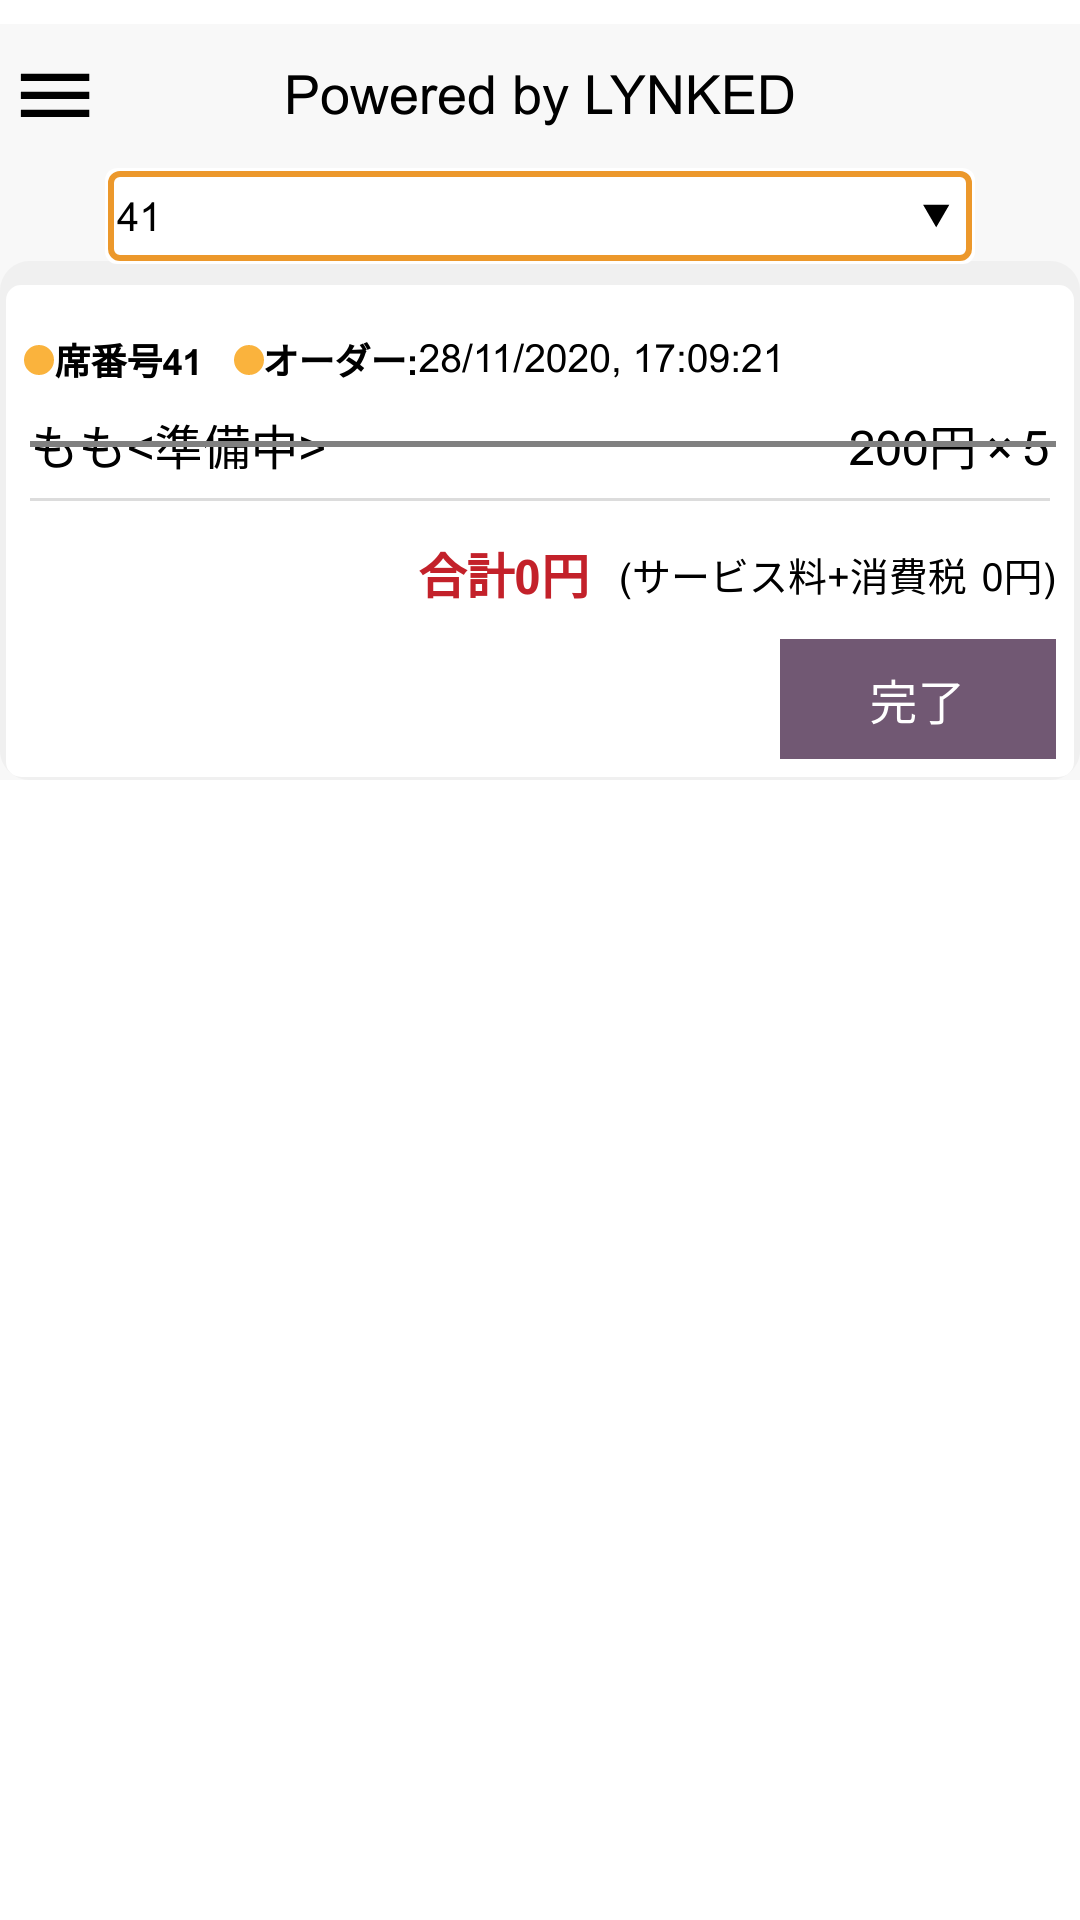 Powered by LYNKED
41 ▼
席番号41 オーダー:28/11/2020, 17:09:21
もも<準備中> 200円 × 5
合計0円 (サービス料+消費税 0円)
完了